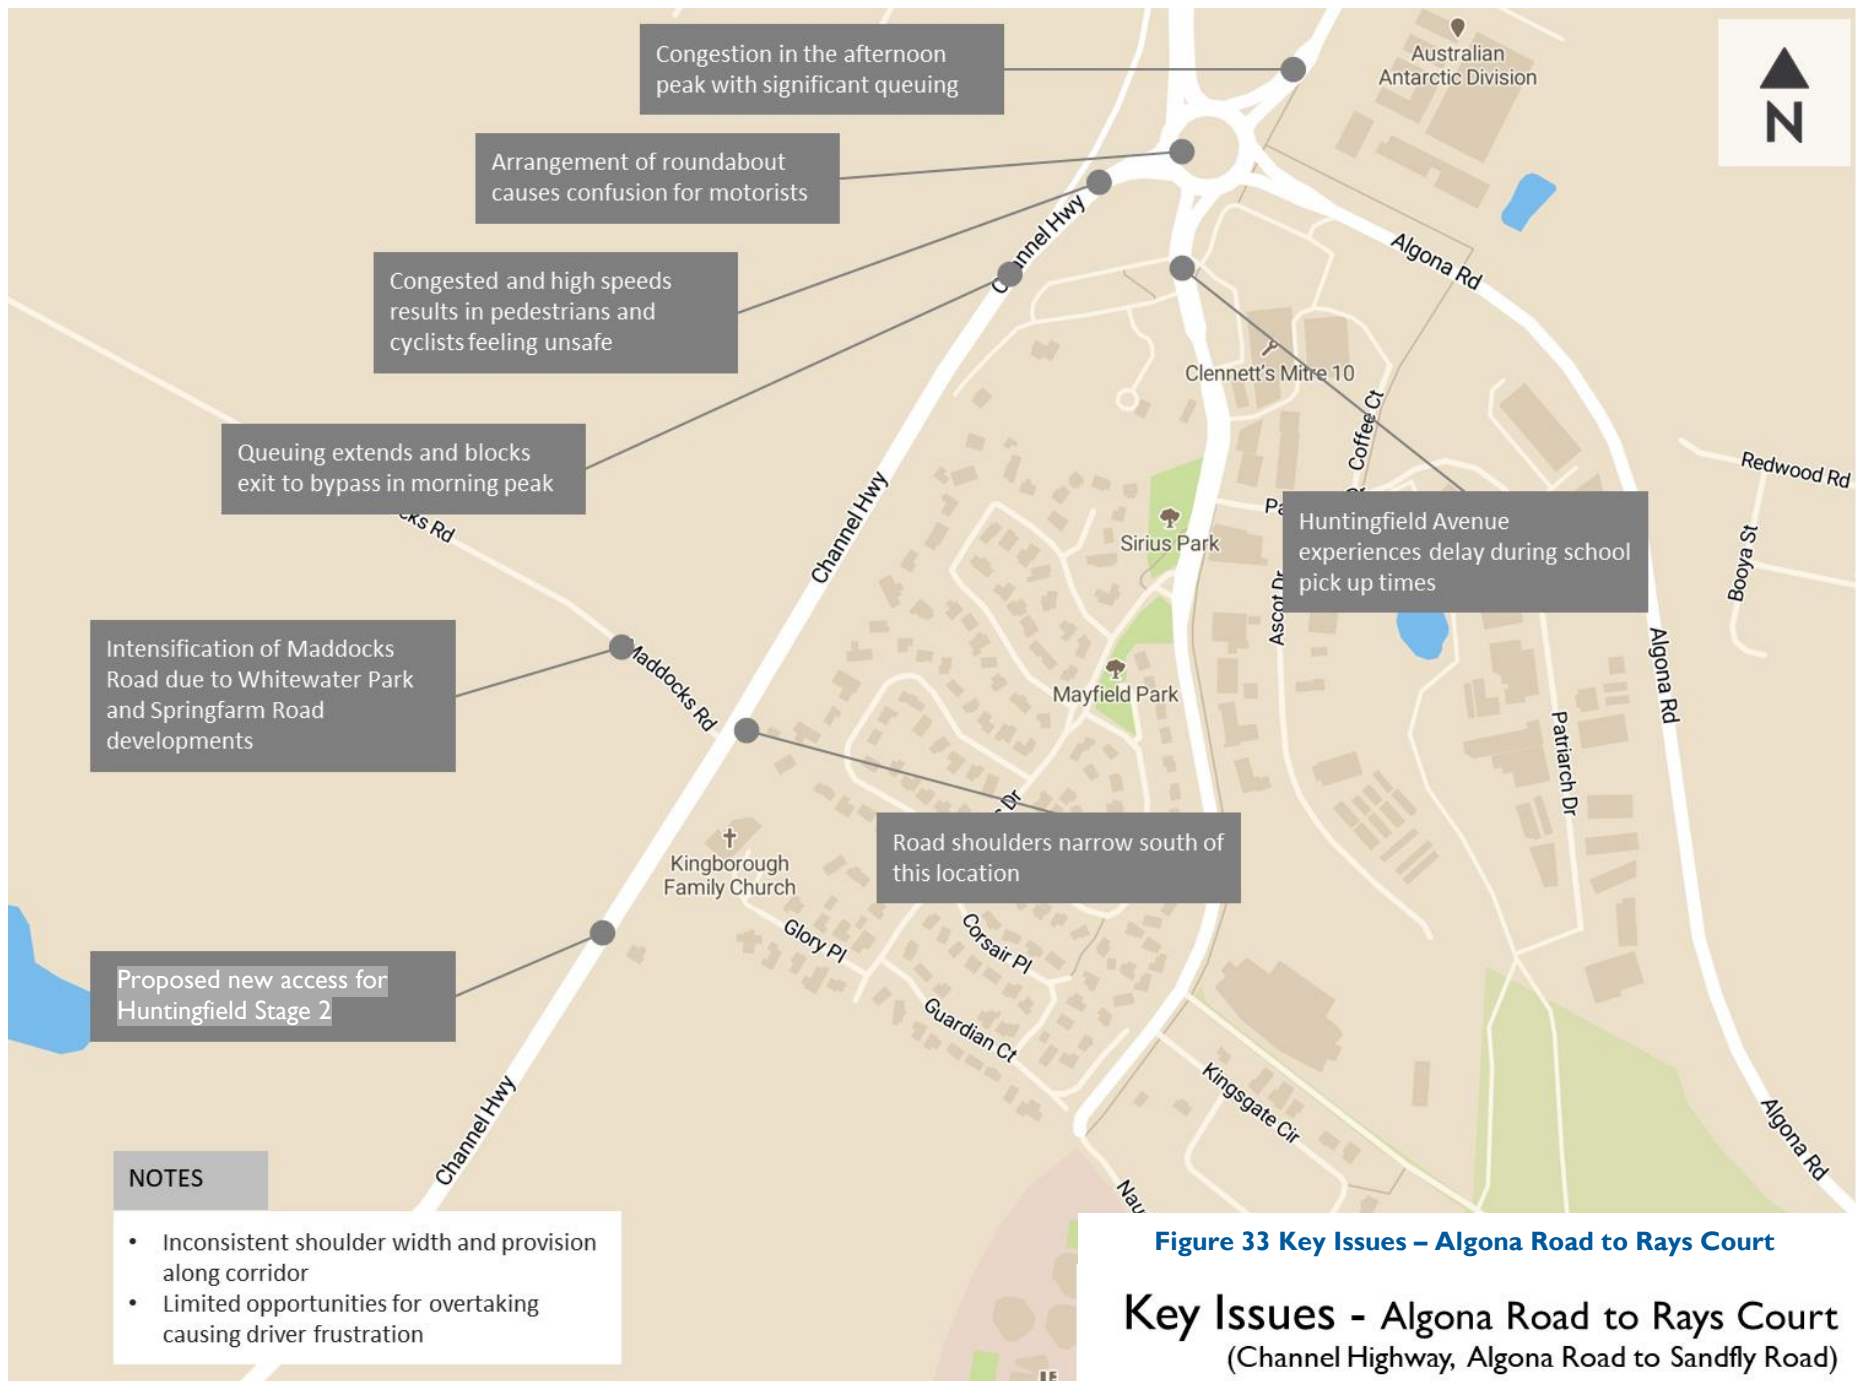 Congestion in the afternoon
peak with significant queuing
Australian
Antarctic Division
N
Arrangement of roundabout
causes confusion for motorists
Channel Hwy
Algona Rd
Congested and high speeds
results in pedestrians and
cyclists feeling unsafe
Clennett's Mitre 10
Coffee Ct
Queuing extends and blocks
exit to bypass in morning peak
cks Rd
Channel Hwy
Redwood Rd
Pa
Huntingfield Avenue
experiences delay during school
pick up times
Sirius Park
Booya St
Ascot Dr
Intensification of Maddocks
Road due to Whitewater Park
and Springfarm Road
developments
Maddocks Rd
Mayfield Park
Algona Rd
Patriarch Dr
Dr
Road shoulders narrow south of
this location
Kingborough
Family Church
Glory Pl
Corsair Pl
Proposed new access for
Huntingfield Stage 2
Guardian Ct
Kingsgate Cir
Channel Hwy
Algona Rd
Nau
NOTES
• Inconsistent shoulder width and provision
along corridor
• Limited opportunities for overtaking
causing driver frustration
Figure 33 Key Issues – Algona Road to Rays Court
Key Issues - Algona Road to Rays Court
(Channel Highway, Algona Road to Sandfly Road)